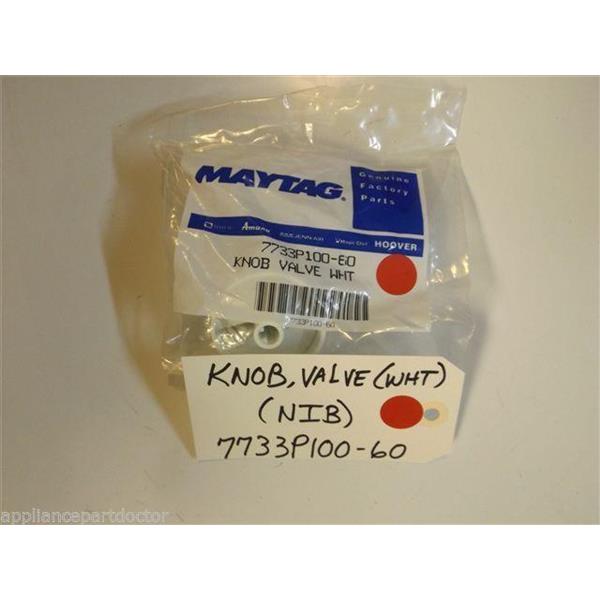 MAYTAG
Genuine
Factory
Parts
Amana JENN-AIR Magic Chef HOOVER
7733P100-60
KNOB VALVE WHT
7733P100-60
KNOB, VALVE (WHT)
(NIB)
7733P100-60
appliancepartdoctor